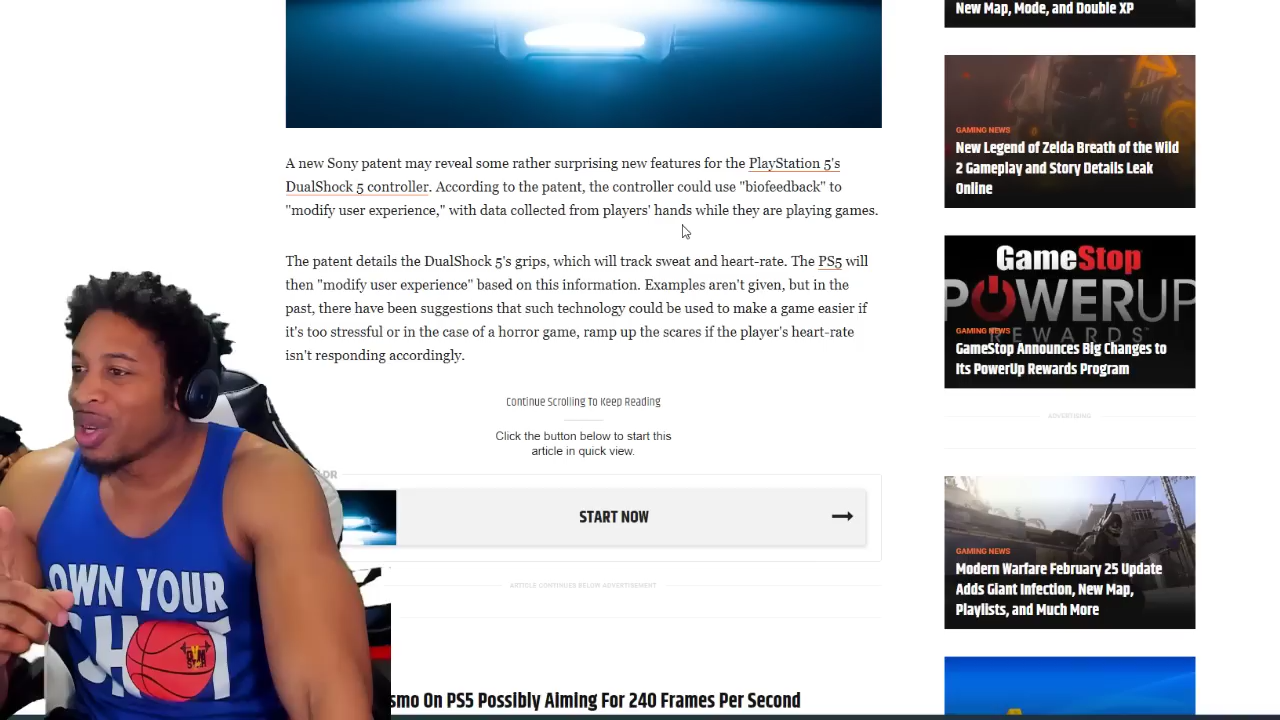 New Map, Mode, and Double XP
GAMING NEWS
New Legend of Zelda Breath of the Wild
2 Gameplay and Story Details Leak
Online
GameStop
POWERUP
REWARDS
GAMING NEWS
GameStop Announces Big Changes to
Its PowerUp Rewards Program
ADVERTISING
GAMING NEWS
Modern Warfare February 25 Update
Adds Giant Infection, New Map,
Playlists, and Much More
A new Sony patent may reveal some rather surprising new features for the PlayStation 5's
DualShock 5 controller. According to the patent, the controller could use "biofeedback" to
"modify user experience," with data collected from players' hands while they are playing games.
The patent details the DualShock 5's grips, which will track sweat and heart-rate. The PS5 will
then "modify user experience" based on this information. Examples aren't given, but in the
past, there have been suggestions that such technology could be used to make a game easier if
it's too stressful or in the case of a horror game, ramp up the scares if the player's heart-rate
isn't responding accordingly.
Continue Scrolling To Keep Reading
Click the button below to start this
article in quick view.
START NOW
ARTICLE CONTINUES BELOW ADVERTISEMENT
On PS5 Possibly Aiming For 240 Frames Per Second
OWN YOUR